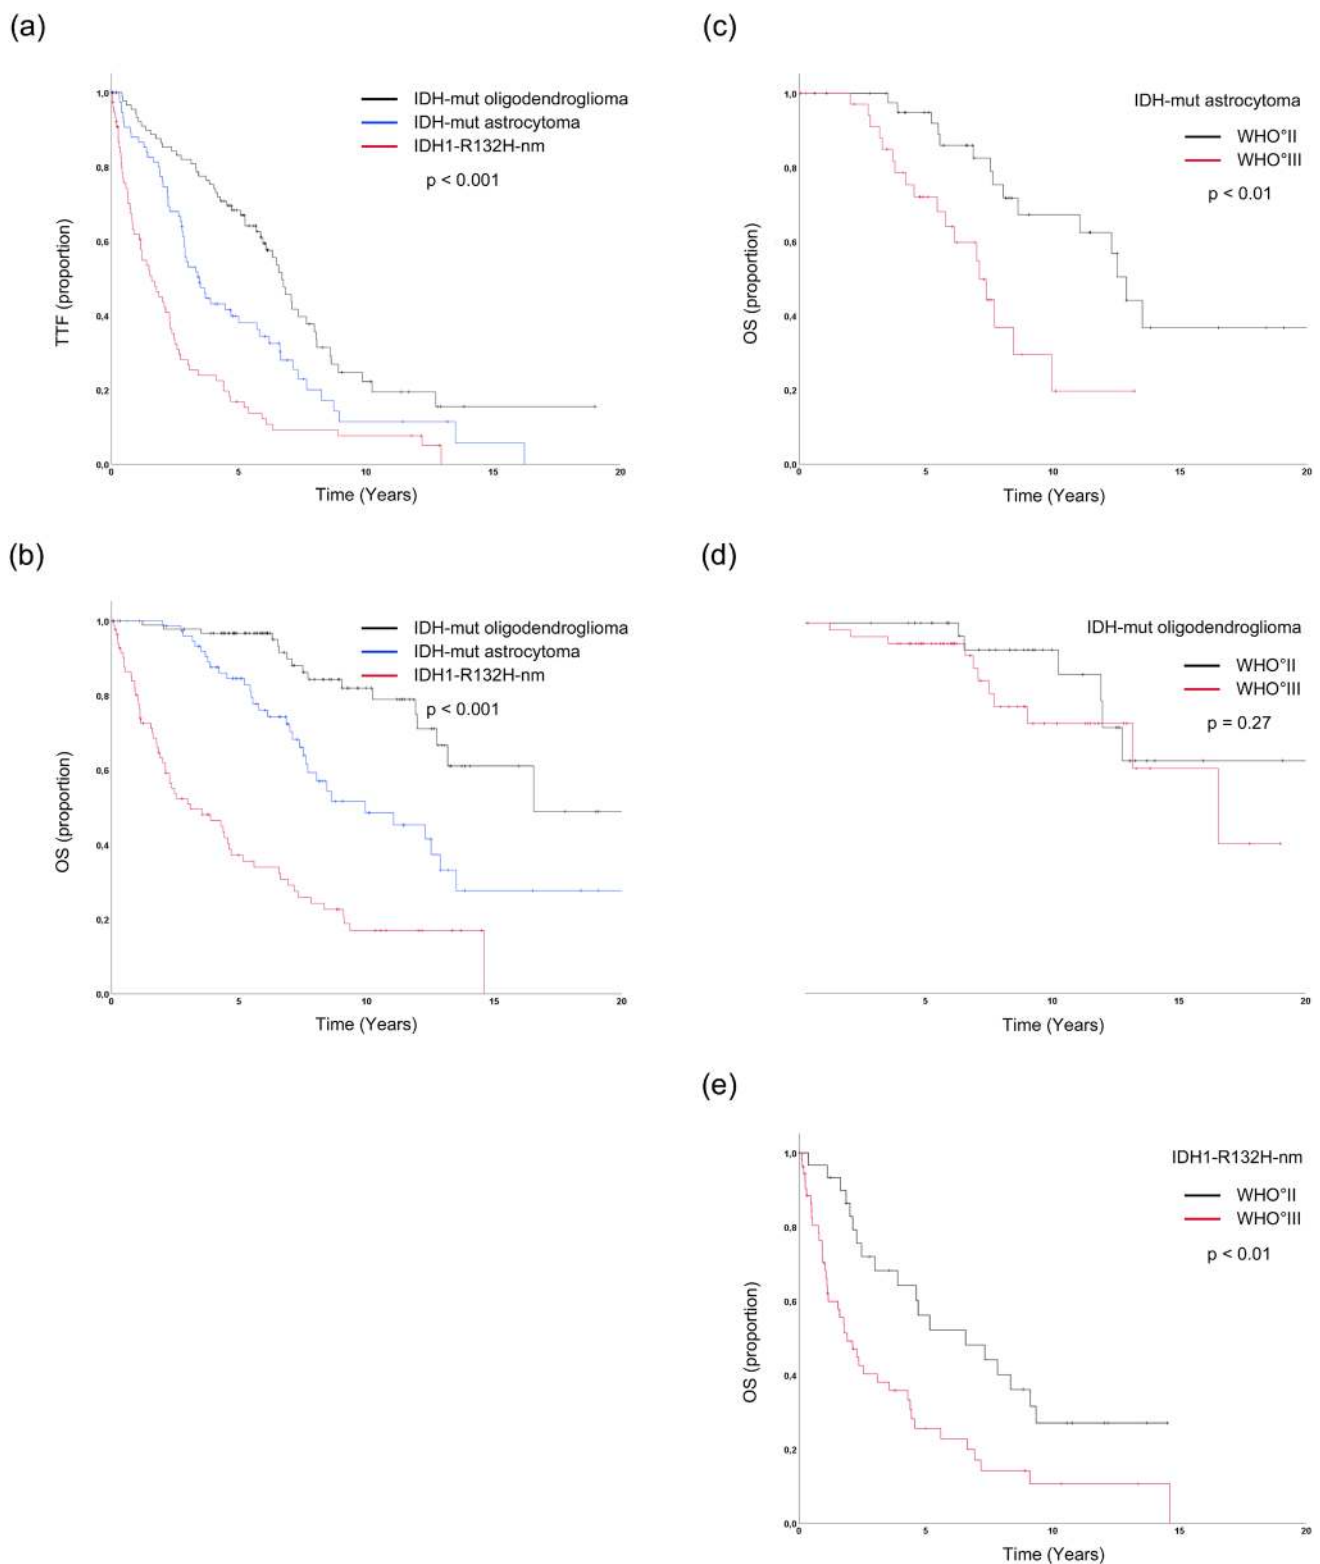 (a)
IDH-mut oligodendroglioma
IDH-mut astrocytoma
IDH1-R132H-nm
p < 0.001
TTF (proportion)
1,0
0,8
0,6
0,4
0,2
0,0
0 5 10 15 20
Time (Years)
(b)
IDH-mut oligodendroglioma
IDH-mut astrocytoma
IDH1-R132H-nm
p < 0.001
OS (proportion)
1,0
0,8
0,6
0,4
0,2
0,0
0 5 10 15 20
Time (Years)
(c)
IDH-mut astrocytoma
WHO°II
WHO°III
p < 0.01
OS (proportion)
1,0
0,8
0,6
0,4
0,2
0,0
0 5 10 15 20
Time (Years)
(d)
IDH-mut oligodendroglioma
WHO°II
WHO°III
p = 0.27
5 10 15 20
Time (Years)
(e)
IDH1-R132H-nm
WHO°II
WHO°III
p < 0.01
OS (proportion)
1,0
0,8
0,6
0,4
0,2
0,0
0 5 10 15 20
Time (Years)